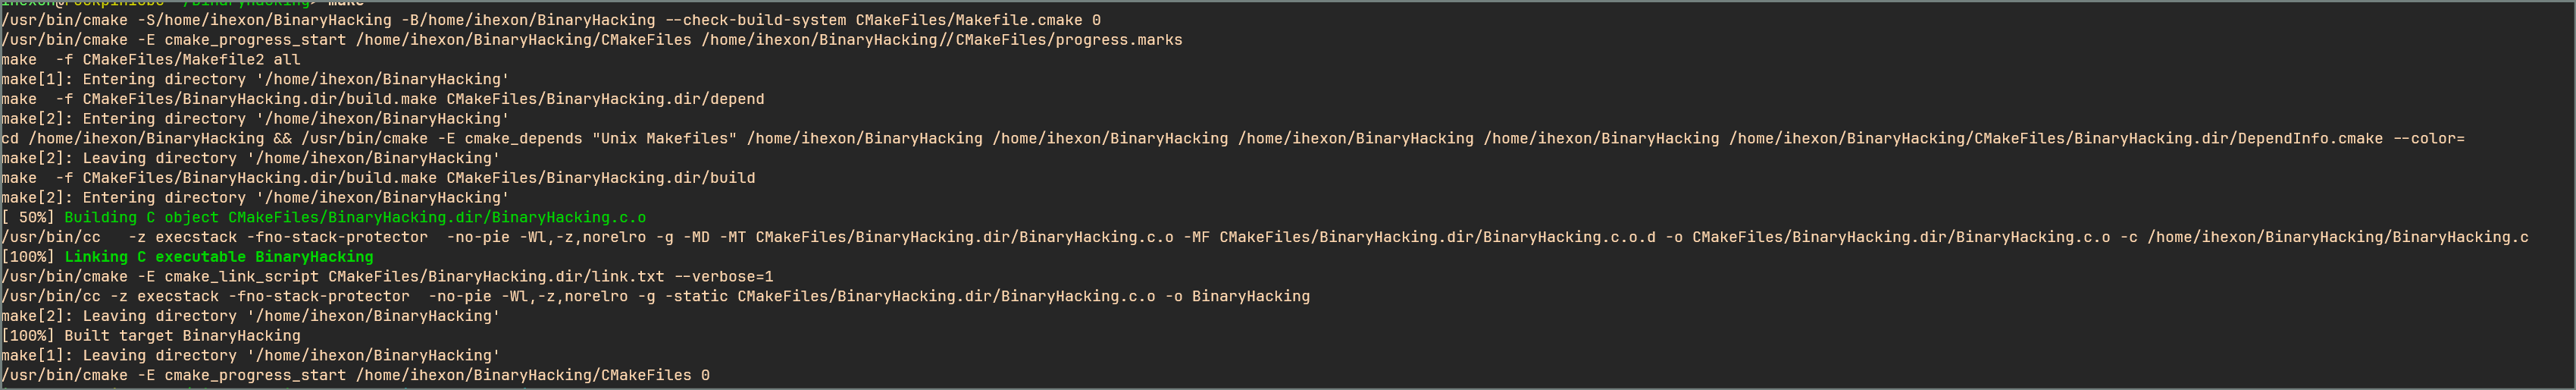 make
/usr/bin/cmake -S/home/ihexon/BinaryHacking -B/home/ihexon/BinaryHacking --check-build-system CMakeFiles/Makefile.cmake 0
/usr/bin/cmake -E cmake_progress_start /home/ihexon/BinaryHacking/CMakeFiles /home/ihexon/BinaryHacking//CMakeFiles/progress.marks
make  -f CMakeFiles/Makefile2 all
make[1]: Entering directory '/home/ihexon/BinaryHacking'
make  -f CMakeFiles/BinaryHacking.dir/build.make CMakeFiles/BinaryHacking.dir/depend
make[2]: Entering directory '/home/ihexon/BinaryHacking'
cd /home/ihexon/BinaryHacking && /usr/bin/cmake -E cmake_depends "Unix Makefiles" /home/ihexon/BinaryHacking /home/ihexon/BinaryHacking /home/ihexon/BinaryHacking /home/ihexon/BinaryHacking /home/ihexon/BinaryHacking/CMakeFiles/BinaryHacking.dir/DependInfo.cmake --color=
make[2]: Leaving directory '/home/ihexon/BinaryHacking'
make  -f CMakeFiles/BinaryHacking.dir/build.make CMakeFiles/BinaryHacking.dir/build
make[2]: Entering directory '/home/ihexon/BinaryHacking'
[ 50%] Building C object CMakeFiles/BinaryHacking.dir/BinaryHacking.c.o
/usr/bin/cc   -z execstack -fno-stack-protector  -no-pie -Wl,-z,norelro -g -MD -MT CMakeFiles/BinaryHacking.dir/BinaryHacking.c.o -MF CMakeFiles/BinaryHacking.dir/BinaryHacking.c.o.d -o CMakeFiles/BinaryHacking.dir/BinaryHacking.c.o -c /home/ihexon/BinaryHacking/BinaryHacking.c
[100%] Linking C executable BinaryHacking
/usr/bin/cmake -E cmake_link_script CMakeFiles/BinaryHacking.dir/link.txt --verbose=1
/usr/bin/cc -z execstack -fno-stack-protector  -no-pie -Wl,-z,norelro -g -static CMakeFiles/BinaryHacking.dir/BinaryHacking.c.o -o BinaryHacking
make[2]: Leaving directory '/home/ihexon/BinaryHacking'
[100%] Built target BinaryHacking
make[1]: Leaving directory '/home/ihexon/BinaryHacking'
/usr/bin/cmake -E cmake_progress_start /home/ihexon/BinaryHacking/CMakeFiles 0